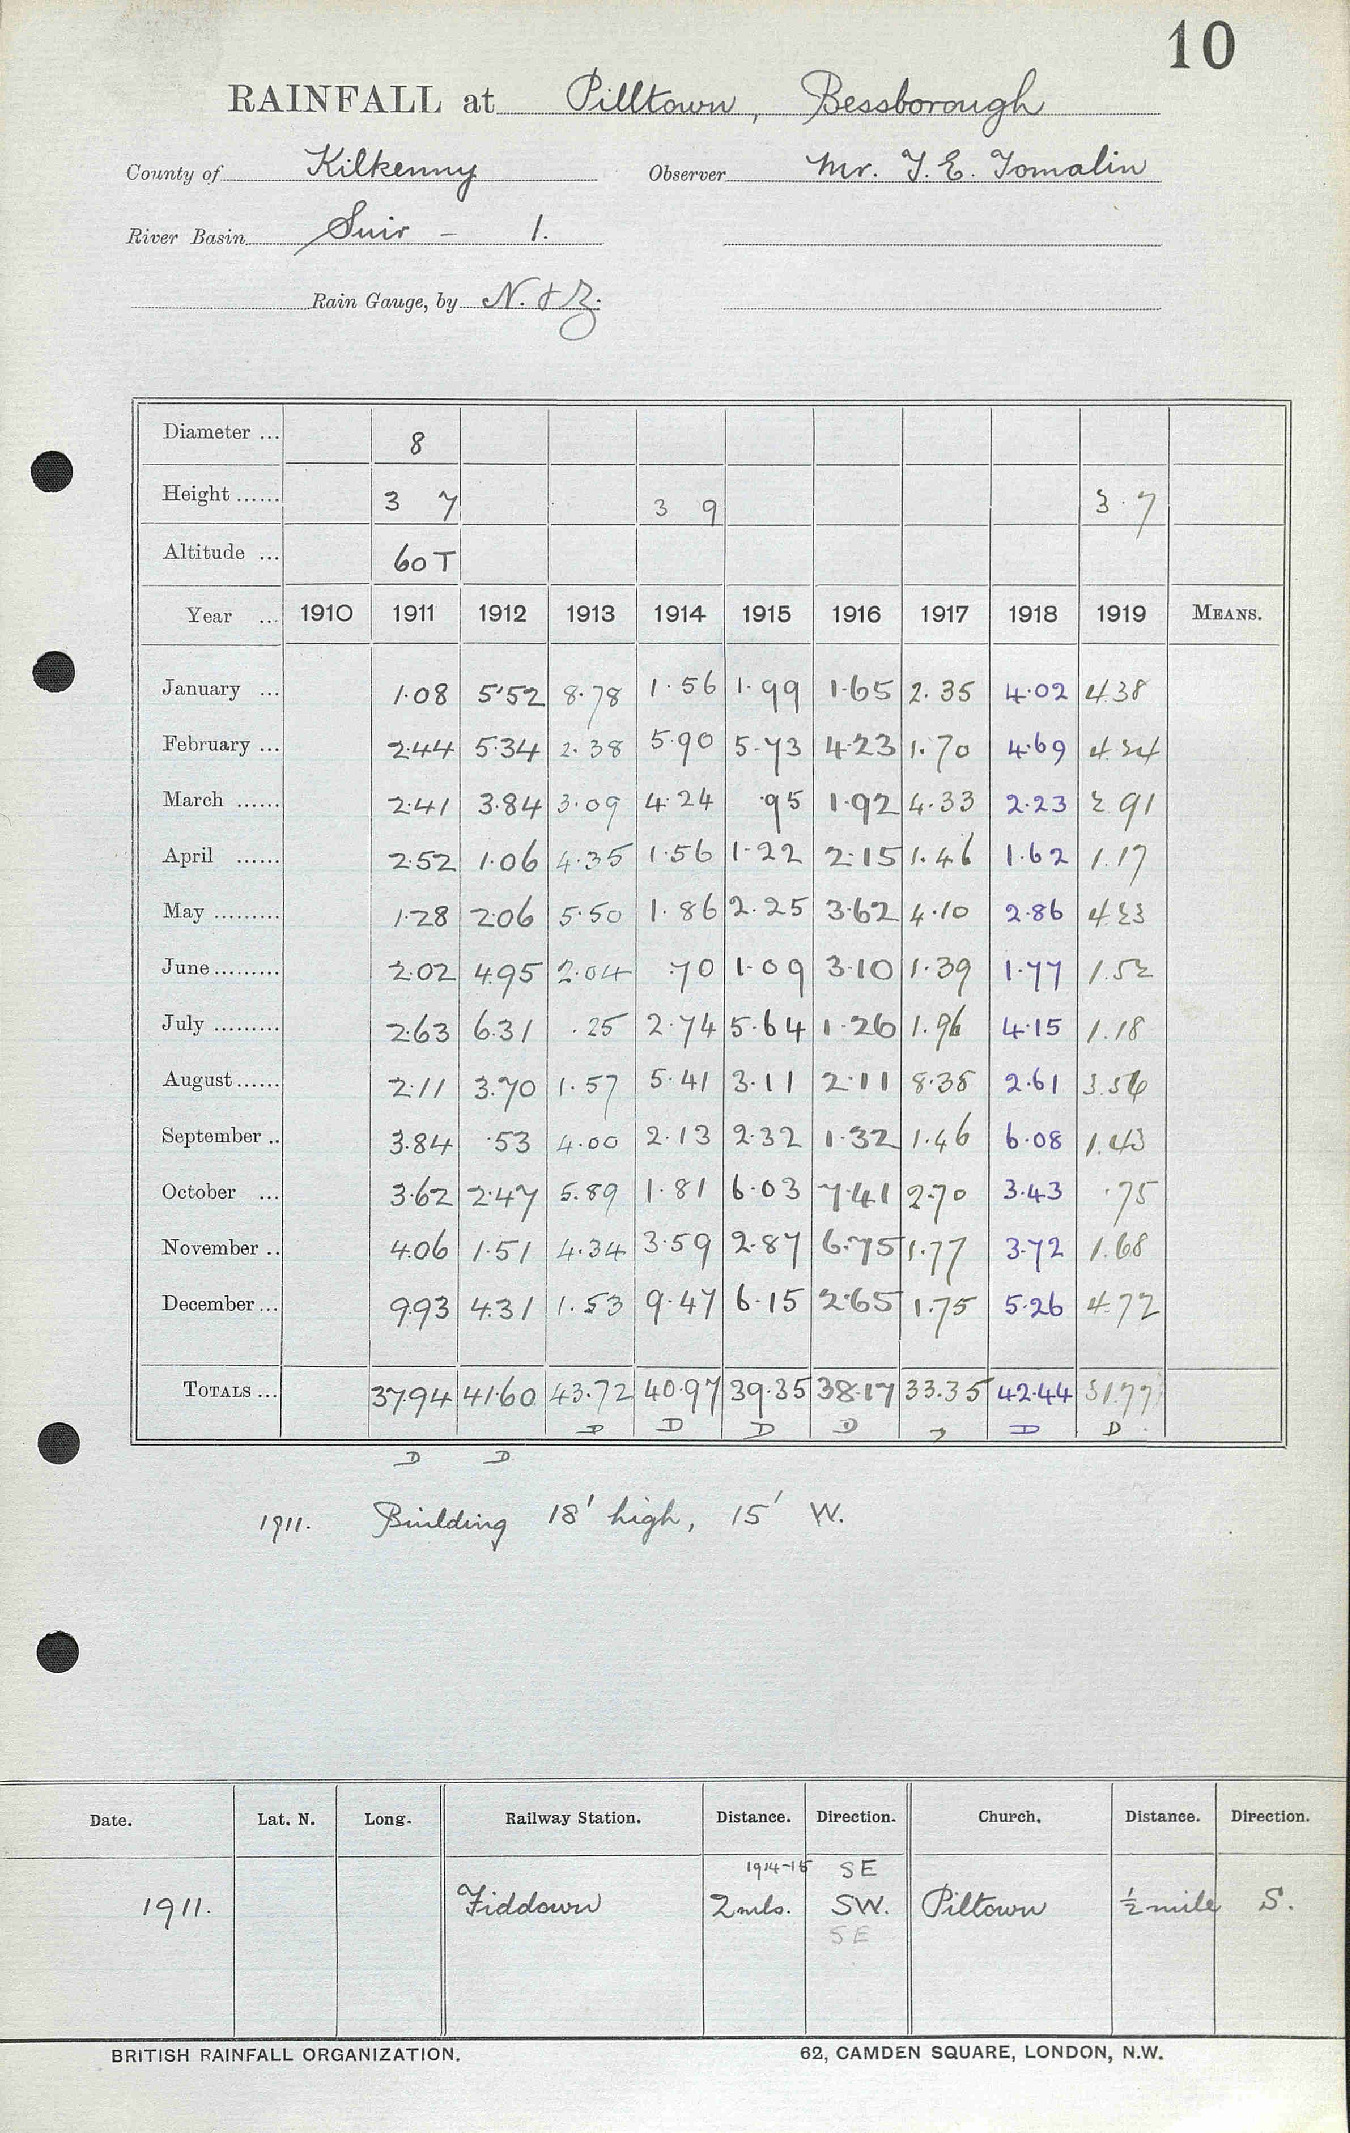 10
RAINFALL at Pilltown, Bessborough
County of Kilkenny Observer Mr. T. E. Tomalin
River Basin Suir - 1.
Rain Gauge, by N. & Z.
Diameter ... 8
Height ...... 3 7 3 9 3 7
Altitude ... 60 T
Year ... 1910 1911 1912 1913 1914 1915 1916 1917 1918 1919 MEANS.
January ... 1.08 5.52 8.78 1.56 1.99 1.65 2.35 4.02 4.38
February ... 2.44 5.34 2.38 5.90 5.73 4.23 1.70 4.69 4.24
March ...... 2.41 3.84 3.09 4.24 .95 1.92 4.33 2.23 2.91
April ...... 2.52 1.06 4.35 1.56 1.22 2.15 1.46 1.62 1.17
May ......... 1.28 2.06 5.50 1.86 2.25 3.62 4.10 2.86 4.23
June ......... 2.02 4.95 2.04 .70 1.09 3.10 1.39 1.77 1.52
July ......... 2.63 6.31 .25 2.74 5.64 1.26 1.96 4.15 1.18
August ...... 2.11 3.70 1.57 5.41 3.11 2.11 8.38 2.61 3.56
September .. 3.84 .53 4.00 2.13 2.32 1.32 1.46 6.08 1.43
October ... 3.62 2.47 5.89 1.81 6.03 7.41 2.70 3.43 .75
November .. 4.06 1.51 4.34 3.59 2.87 6.75 1.77 3.72 1.68
December ... 9.93 4.31 1.53 9.47 6.15 2.65 1.75 5.26 4.72
TOTALS ... 37.94 41.60 43.72 40.97 39.35 38.17 33.35 42.44 31.77
D D D D D D D
D D
1911. Building 18' high, 15' W.
Date. Lat. N. Long. Railway Station. Distance. Direction. Church. Distance. Direction.
1914-15 SE
1911. Fiddown 2 mls. SW. Piltown ½ mile S.
SE
BRITISH RAINFALL ORGANIZATION. 62, CAMDEN SQUARE, LONDON, N.W.